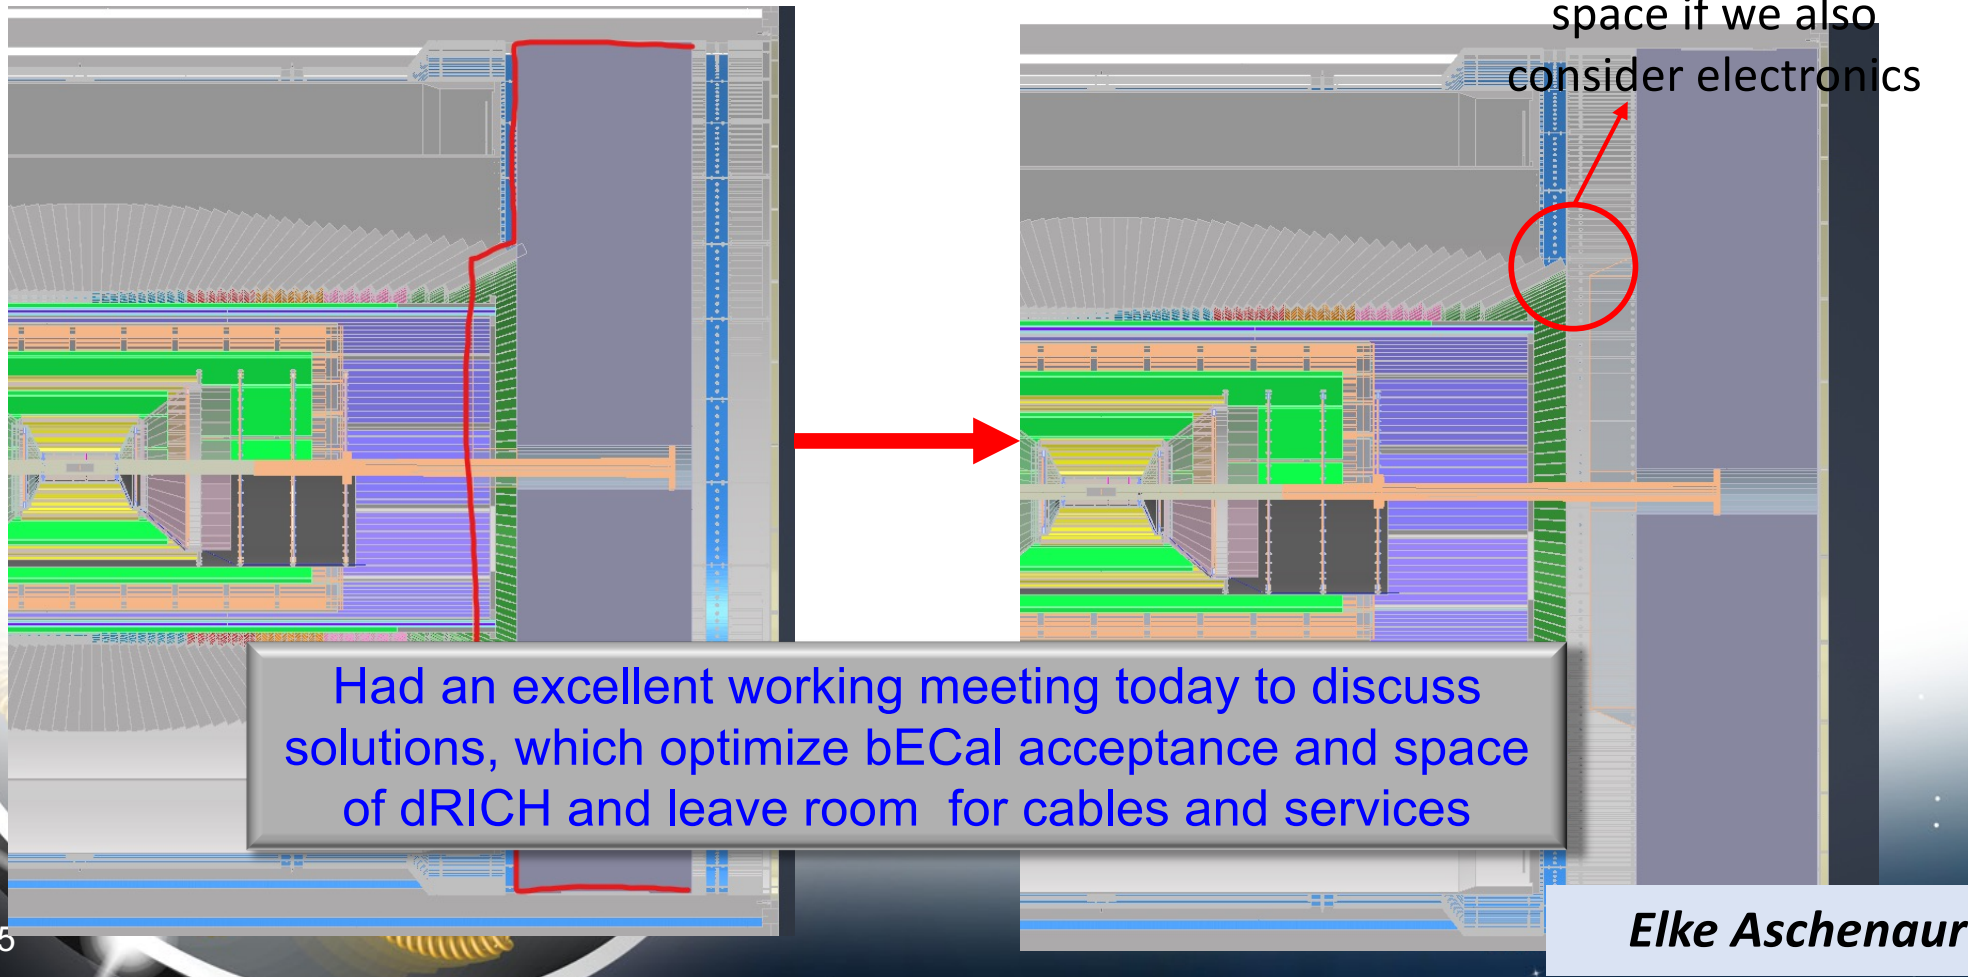 space if we also
consider electronics
Had an excellent working meeting today to discuss
solutions, which optimize bECal acceptance and space
of dRICH and leave room for cables and services
5
Elke Aschenaur